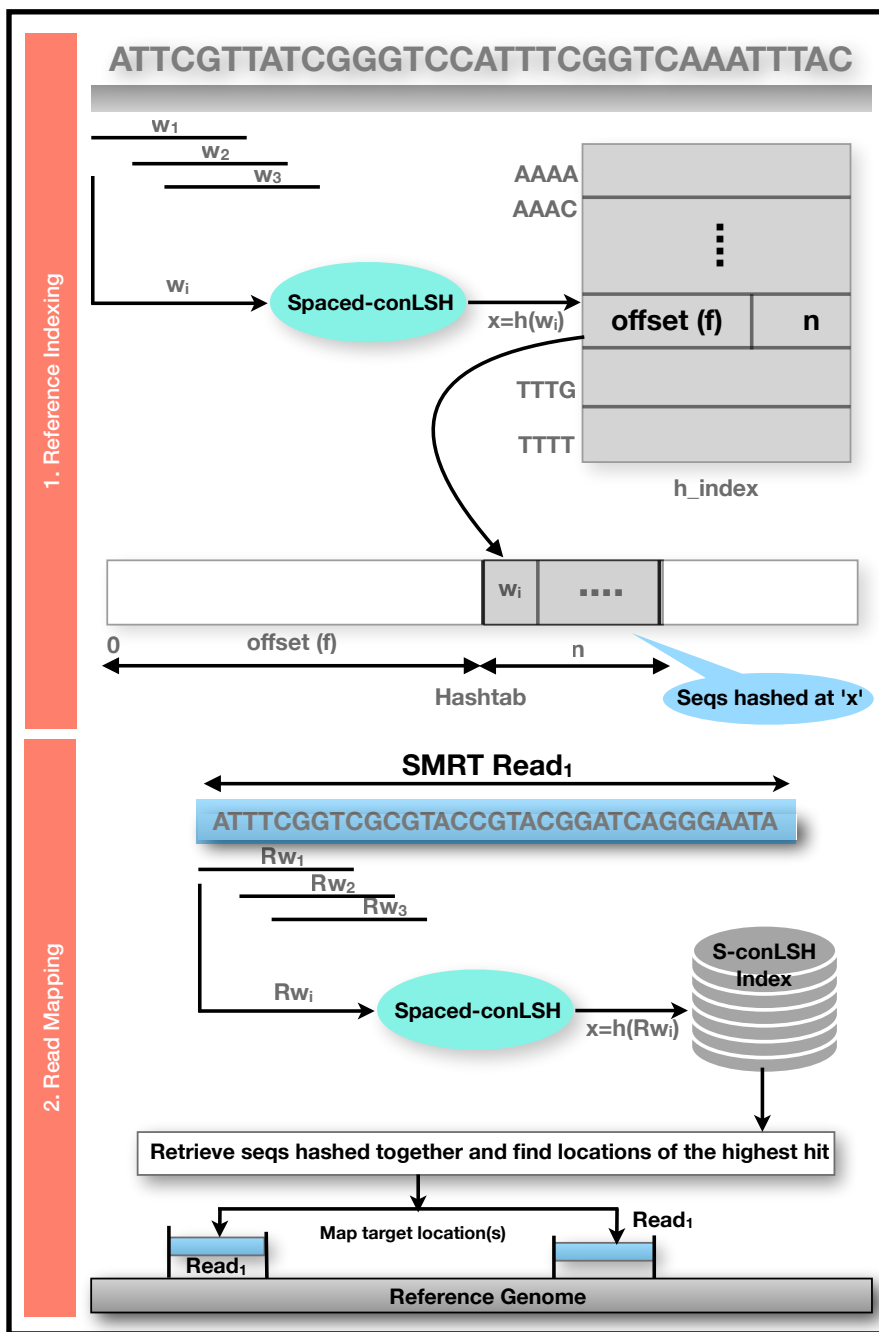 1. Reference Indexing
ATTCGTTATCGGGTCCATTTCGGTCAAATTTAC
w1
w2
w3
AAAA
AAAC
wi
Spaced-conLSH
x=h(wi)
offset (f)
n
TTTG
TTTT
h_index
wi
0
offset (f)
n
Hashtab
Seqs hashed at 'x'
2. Read Mapping
SMRT Read1
ATTTCGGTCGCGTACCGTACGGATCAGGGAATA
Rw1
Rw2
Rw3
Rwi
Spaced-conLSH
x=h(Rwi)
S-conLSH
Index
Retrieve seqs hashed together and find locations of the highest hit
Map target location(s)
Read1
Read1
Reference Genome